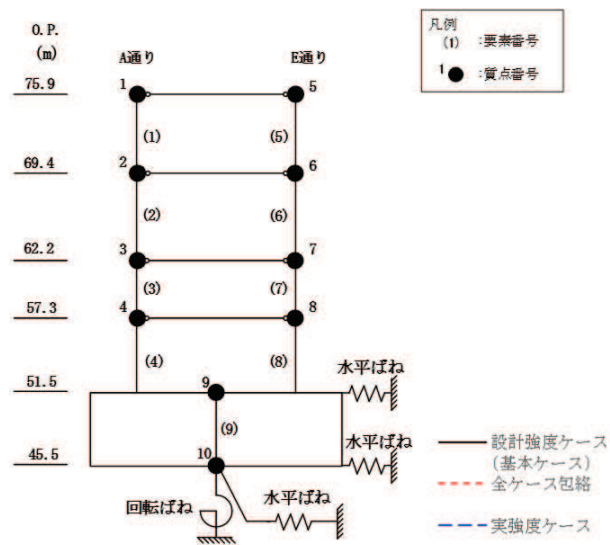 O.P.
(m)
A通り
E通り
凡例
(1) :要素番号
1 :質点番号
75.9
1
5
(1)
(5)
69.4
2
6
(2)
(6)
62.2
3
7
(3)
(7)
57.3
4
8
(4)
(8)
水平ばね
51.5
9
(9)
水平ばね
45.5
10
水平ばね
回転ばね
設計強度ケース
(基本ケース)
全ケース包絡
実強度ケース